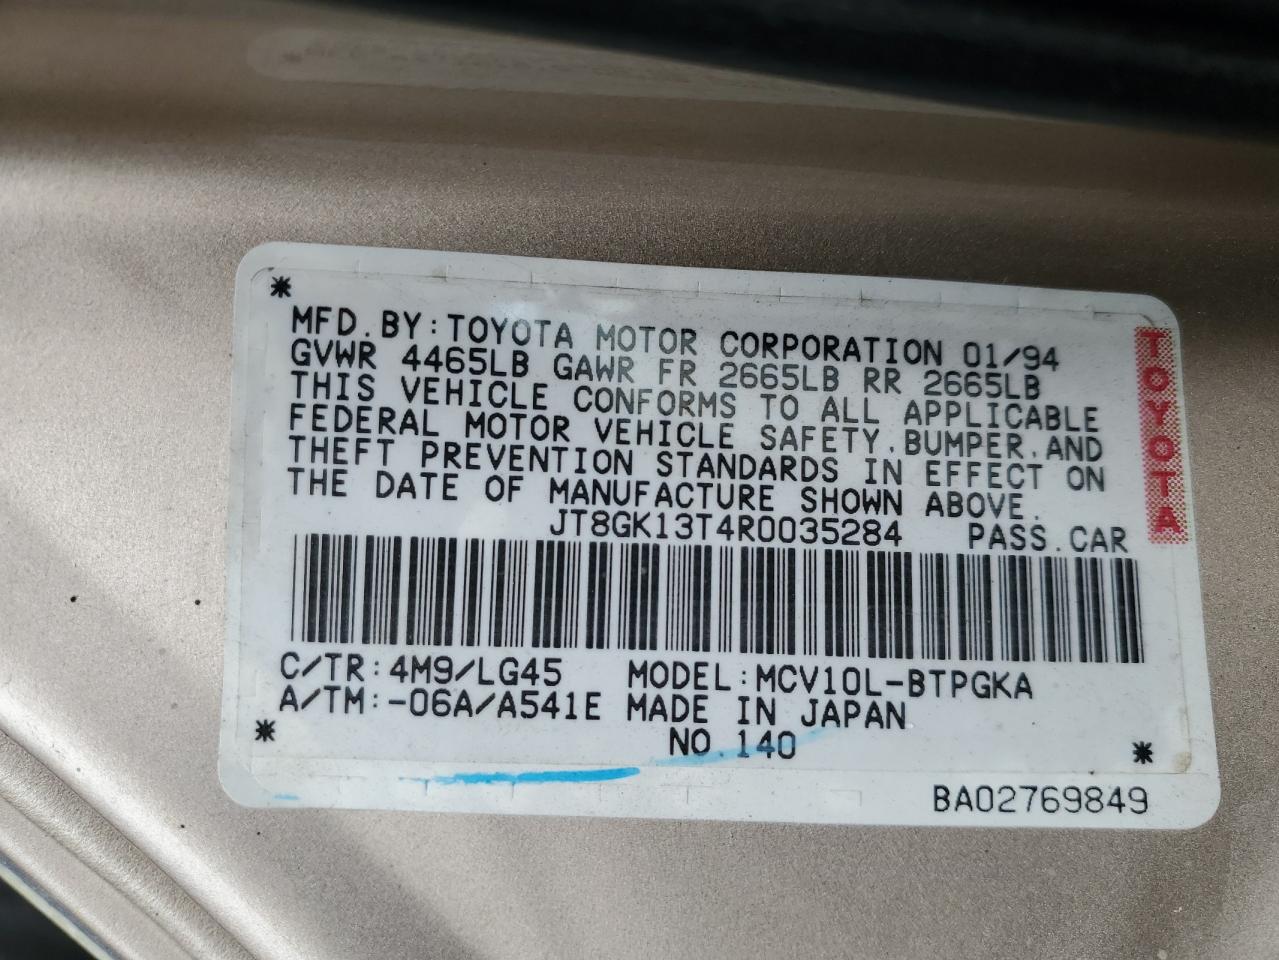 MFD.BY:TOYOTA MOTOR CORPORATION 01/94
GVWR 4465LB GAWR FR 2665LB RR 2665LB
THIS VEHICLE CONFORMS TO ALL APPLICABLE
FEDERAL MOTOR VEHICLE SAFETY,BUMPER,AND
THEFT PREVENTION STANDARDS IN EFFECT ON
THE DATE OF MANUFACTURE SHOWN ABOVE.
JT8GK13T4R0035284 PASS.CAR
C/TR:4M9/LG45 MODEL:MCV10L-BTPGKA
A/TM:-06A/A541E MADE IN JAPAN
NO.140
BA02769849
TOYOTA